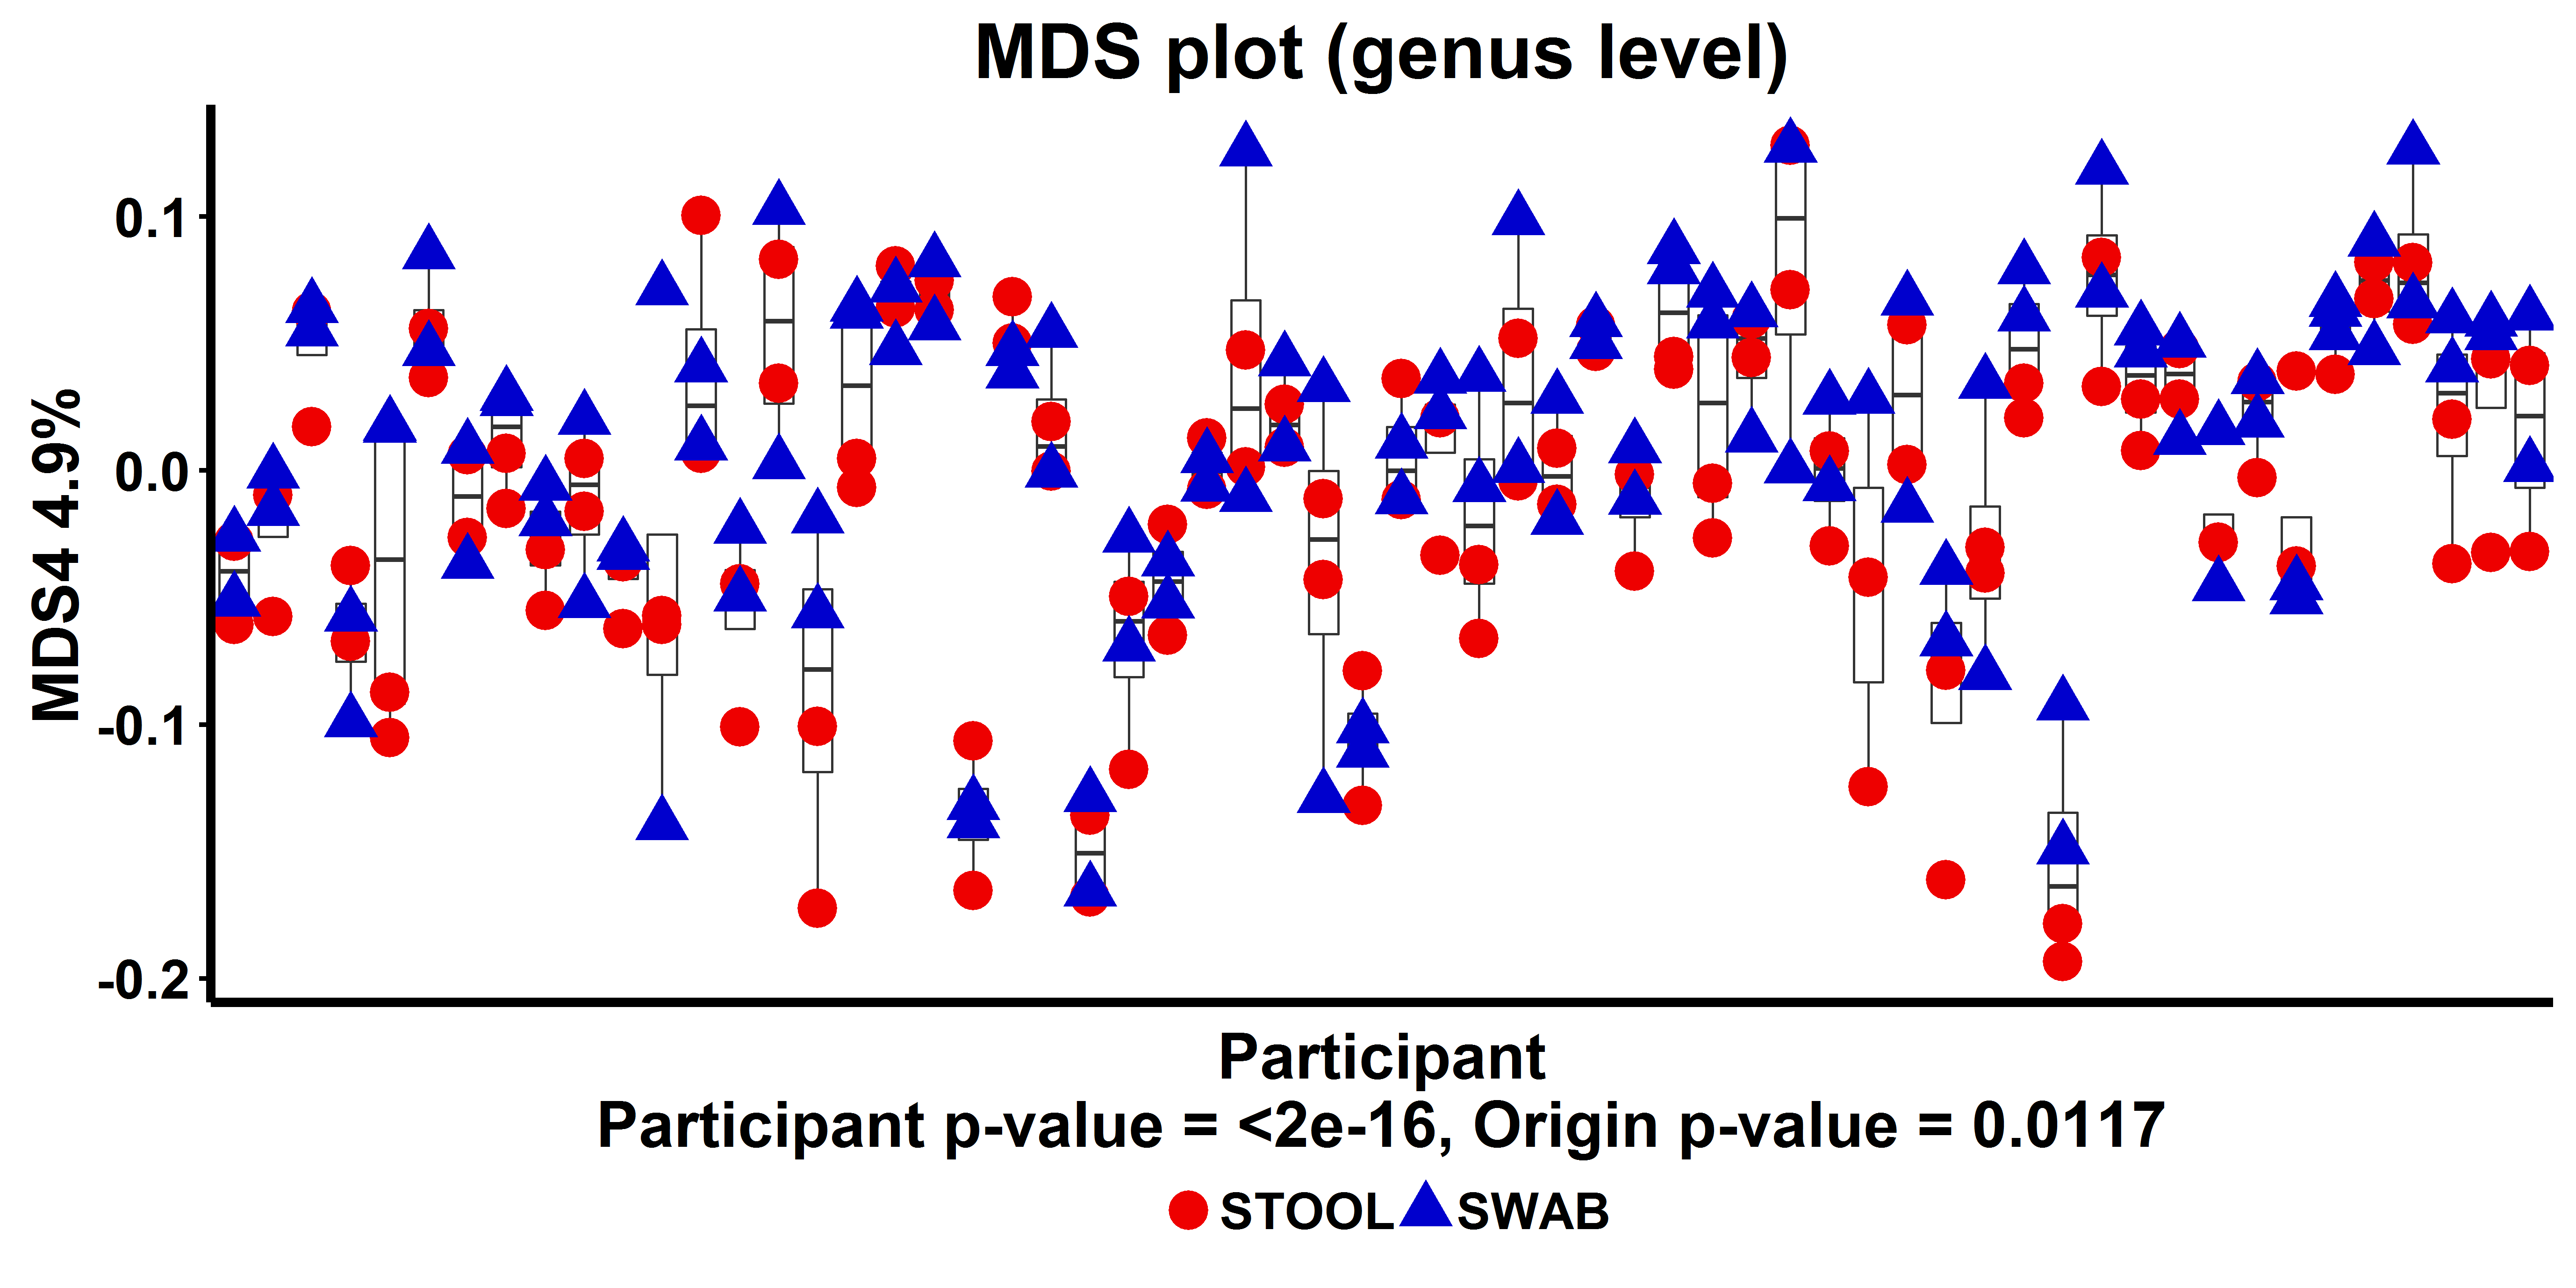 MDS plot (genus level)
MDS4 4.9%
0.1
0.0
-0.1
-0.2
Participant
Participant p-value = <2e-16, Origin p-value = 0.0117
STOOL SWAB